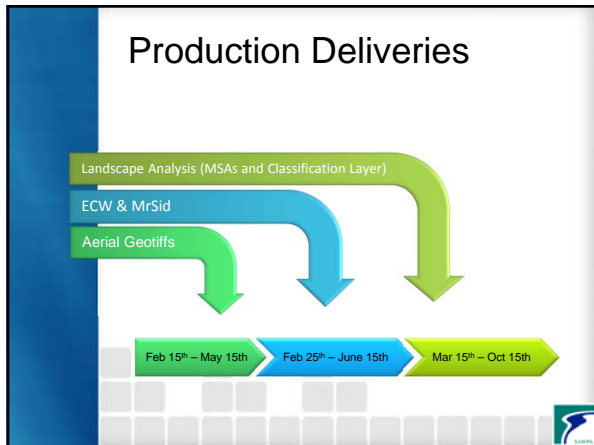 Production Deliveries
Landscape Analysis (MSAs and Classification Layer)
ECW & MrSid
Aerial Geotiffs
Feb 15th – May 15th
Feb 25th – June 15th
Mar 15th – Oct 15th
SAWPA